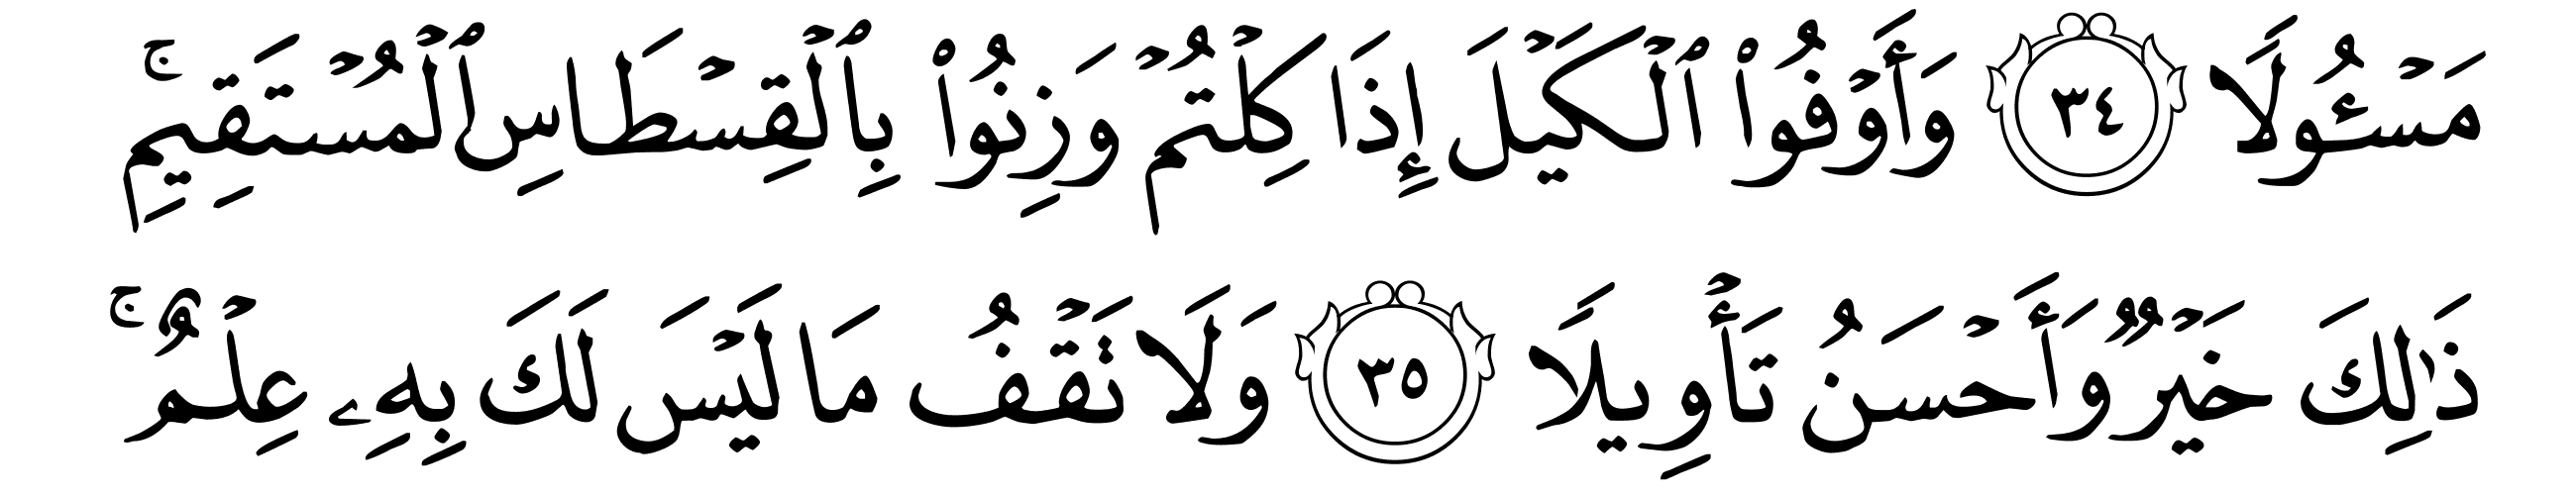 مَسْـُٔولًا ٣٤ وَأَوْفُوا۟ ٱلْكَيْلَ إِذَا كِلْتُمْ وَزِنُوا۟ بِٱلْقِسْطَاسِ ٱلْمُسْتَقِيمِ ۚ
ذَٰلِكَ خَيْرٌ وَأَحْسَنُ تَأْوِيلًا ٣٥ وَلَا تَقْفُ مَا لَيْسَ لَكَ بِهِۦ عِلْمٌ ۚ